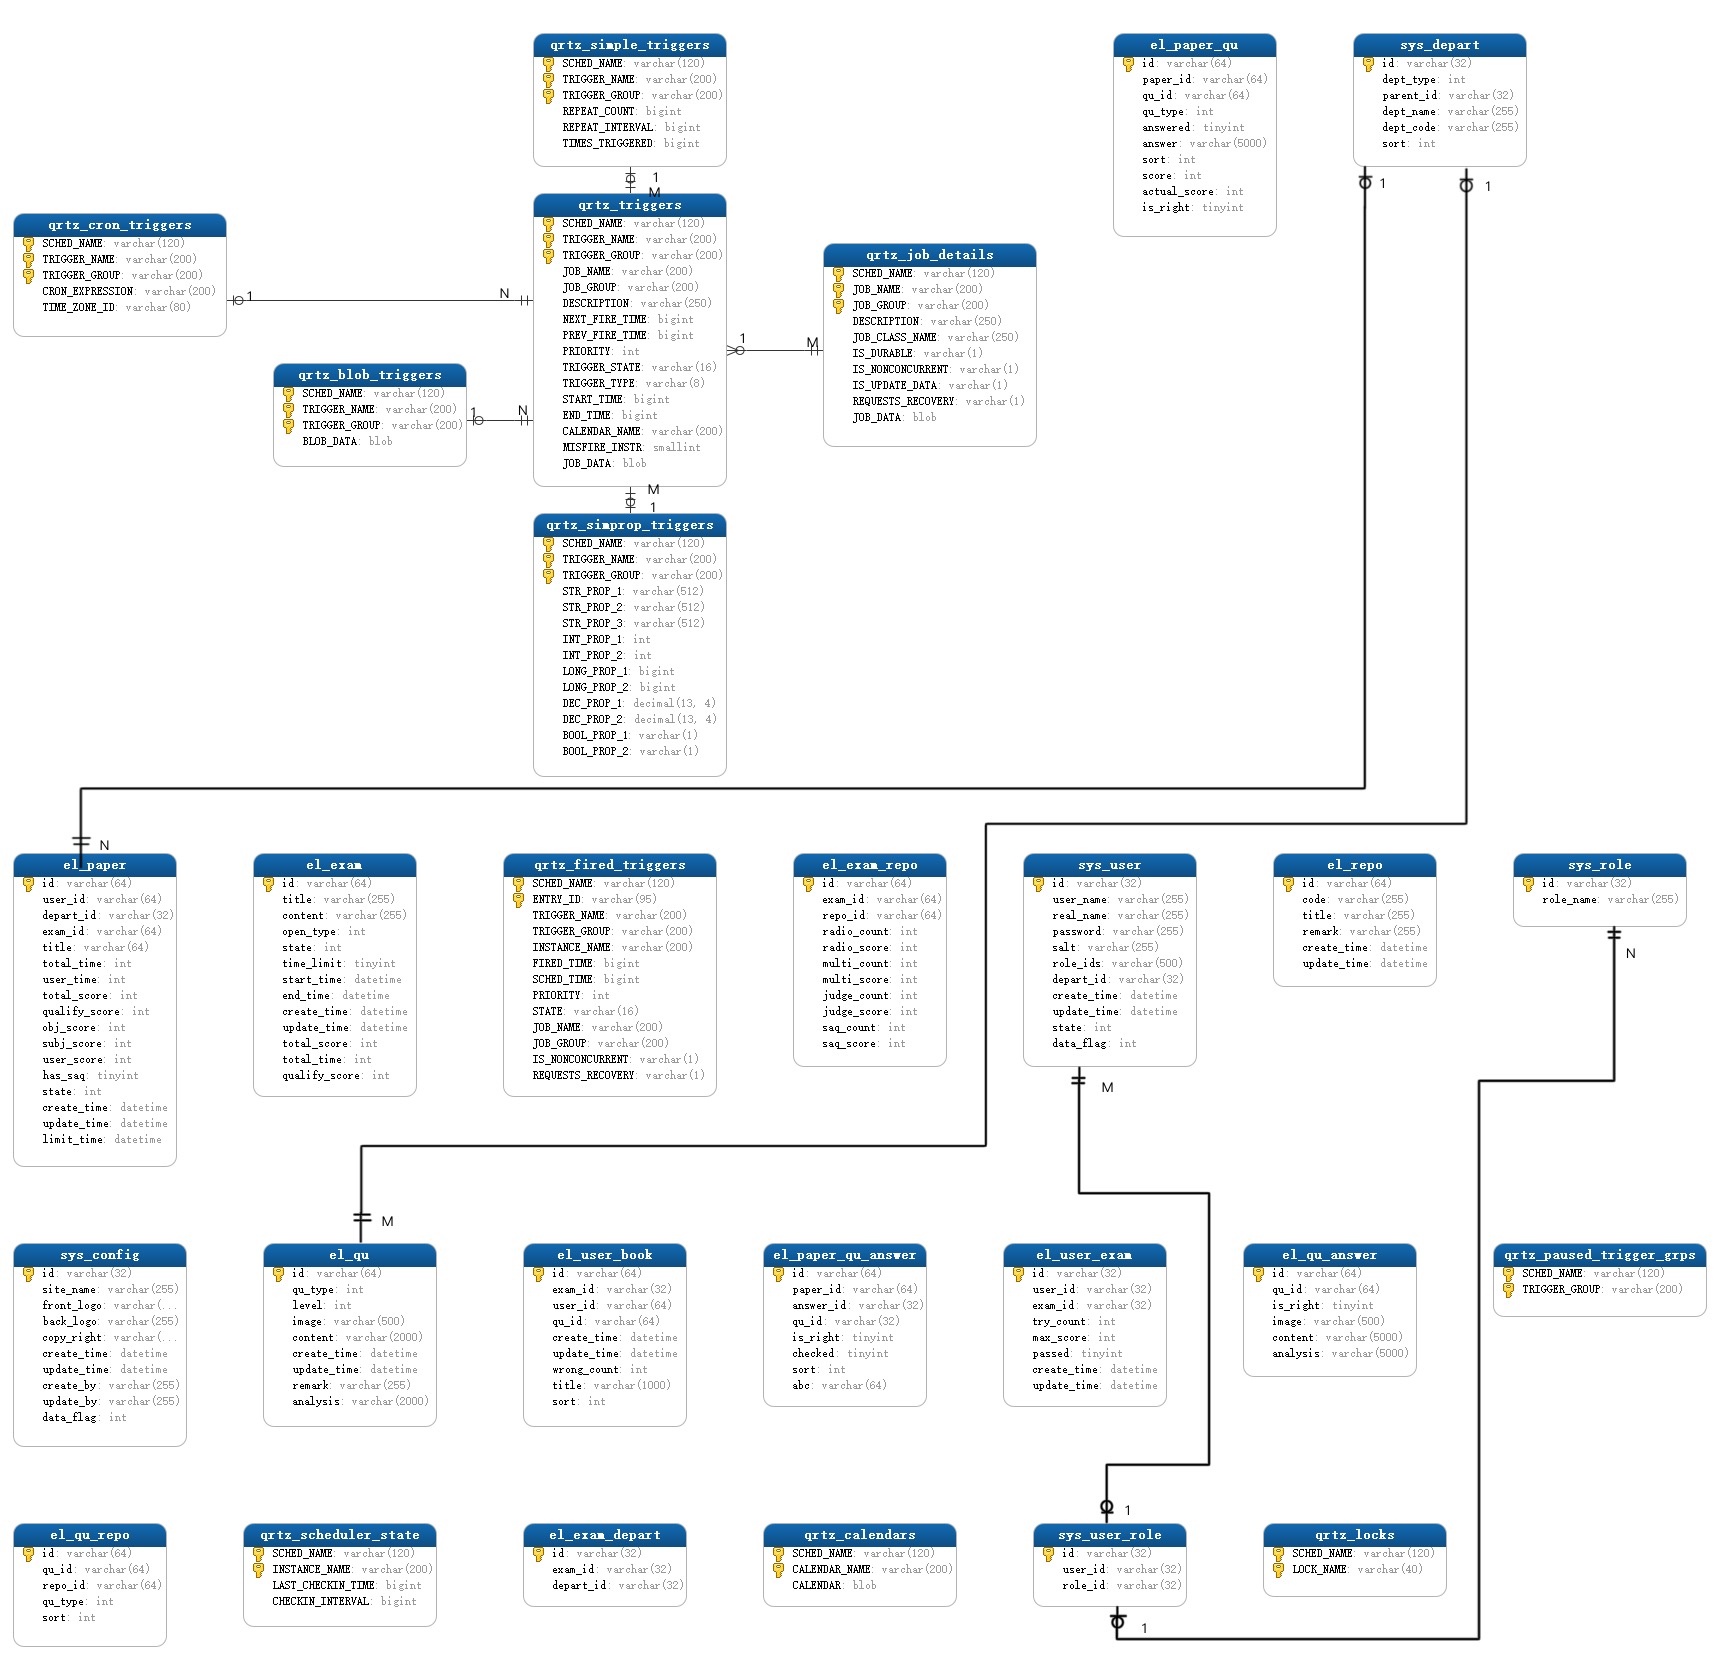 qrtz_simple_triggers
SCHED_NAME: varchar(120)
TRIGGER_NAME: varchar(200)
TRIGGER_GROUP: varchar(200)
REPEAT_COUNT: bigint
REPEAT_INTERVAL: bigint
TIMES_TRIGGERED: bigint
1
M
el_paper_qu
id: varchar(64)
paper_id: varchar(64)
qu_id: varchar(64)
qu_type: int
answered: tinyint
answer: varchar(5000)
sort: int
score: int
actual_score: int
is_right: tinyint
sys_depart
id: varchar(32)
dept_type: int
parent_id: varchar(32)
dept_name: varchar(255)
dept_code: varchar(255)
sort: int
1
1
qrtz_cron_triggers
SCHED_NAME: varchar(120)
TRIGGER_NAME: varchar(200)
TRIGGER_GROUP: varchar(200)
CRON_EXPRESSION: varchar(200)
TIME_ZONE_ID: varchar(80)
1
N
qrtz_triggers
SCHED_NAME: varchar(120)
TRIGGER_NAME: varchar(200)
TRIGGER_GROUP: varchar(200)
JOB_NAME: varchar(200)
JOB_GROUP: varchar(200)
DESCRIPTION: varchar(250)
NEXT_FIRE_TIME: bigint
PREV_FIRE_TIME: bigint
PRIORITY: int
TRIGGER_STATE: varchar(16)
TRIGGER_TYPE: varchar(8)
START_TIME: bigint
END_TIME: bigint
CALENDAR_NAME: varchar(200)
MISFIRE_INSTR: smallint
JOB_DATA: blob
1
M
qrtz_job_details
SCHED_NAME: varchar(120)
JOB_NAME: varchar(200)
JOB_GROUP: varchar(200)
DESCRIPTION: varchar(250)
JOB_CLASS_NAME: varchar(250)
IS_DURABLE: varchar(1)
IS_NONCONCURRENT: varchar(1)
IS_UPDATE_DATA: varchar(1)
REQUESTS_RECOVERY: varchar(1)
JOB_DATA: blob
qrtz_blob_triggers
SCHED_NAME: varchar(120)
TRIGGER_NAME: varchar(200)
TRIGGER_GROUP: varchar(200)
BLOB_DATA: blob
1
N
M
1
qrtz_simprop_triggers
SCHED_NAME: varchar(120)
TRIGGER_NAME: varchar(200)
TRIGGER_GROUP: varchar(200)
STR_PROP_1: varchar(512)
STR_PROP_2: varchar(512)
STR_PROP_3: varchar(512)
INT_PROP_1: int
INT_PROP_2: int
LONG_PROP_1: bigint
LONG_PROP_2: bigint
DEC_PROP_1: decimal(13, 4)
DEC_PROP_2: decimal(13, 4)
BOOL_PROP_1: varchar(1)
BOOL_PROP_2: varchar(1)
N
el_paper
id: varchar(64)
user_id: varchar(64)
depart_id: varchar(32)
exam_id: varchar(64)
title: varchar(64)
total_time: int
user_time: int
total_score: int
qualify_score: int
obj_score: int
subj_score: int
user_score: int
has_saq: tinyint
state: int
create_time: datetime
update_time: datetime
limit_time: datetime
el_exam
id: varchar(64)
title: varchar(255)
content: varchar(255)
open_type: int
state: int
time_limit: tinyint
start_time: datetime
end_time: datetime
create_time: datetime
update_time: datetime
total_score: int
total_time: int
qualify_score: int
qrtz_fired_triggers
SCHED_NAME: varchar(120)
ENTRY_ID: varchar(95)
TRIGGER_NAME: varchar(200)
TRIGGER_GROUP: varchar(200)
INSTANCE_NAME: varchar(200)
FIRED_TIME: bigint
SCHED_TIME: bigint
PRIORITY: int
STATE: varchar(16)
JOB_NAME: varchar(200)
JOB_GROUP: varchar(200)
IS_NONCONCURRENT: varchar(1)
REQUESTS_RECOVERY: varchar(1)
el_exam_repo
id: varchar(64)
exam_id: varchar(64)
repo_id: varchar(64)
radio_count: int
radio_score: int
multi_count: int
multi_score: int
judge_count: int
judge_score: int
saq_count: int
saq_score: int
sys_user
id: varchar(32)
user_name: varchar(255)
real_name: varchar(255)
password: varchar(255)
salt: varchar(255)
role_ids: varchar(500)
depart_id: varchar(32)
create_time: datetime
update_time: datetime
state: int
data_flag: int
M
el_repo
id: varchar(64)
code: varchar(255)
title: varchar(255)
remark: varchar(255)
create_time: datetime
update_time: datetime
sys_role
id: varchar(32)
role_name: varchar(255)
N
M
sys_config
id: varchar(32)
site_name: varchar(255)
front_logo: varchar(...
back_logo: varchar(255)
copy_right: varchar(...
create_time: datetime
update_time: datetime
create_by: varchar(255)
update_by: varchar(255)
data_flag: int
el_qu
id: varchar(64)
qu_type: int
level: int
image: varchar(500)
content: varchar(2000)
create_time: datetime
update_time: datetime
remark: varchar(255)
analysis: varchar(2000)
el_user_book
id: varchar(64)
exam_id: varchar(32)
user_id: varchar(64)
qu_id: varchar(64)
create_time: datetime
update_time: datetime
wrong_count: int
title: varchar(1000)
sort: int
el_paper_qu_answer
id: varchar(64)
paper_id: varchar(64)
answer_id: varchar(32)
qu_id: varchar(32)
is_right: tinyint
checked: tinyint
sort: int
abc: varchar(64)
el_user_exam
id: varchar(32)
user_id: varchar(32)
exam_id: varchar(32)
try_count: int
max_score: int
passed: tinyint
create_time: datetime
update_time: datetime
el_qu_answer
id: varchar(64)
qu_id: varchar(64)
is_right: tinyint
image: varchar(500)
content: varchar(5000)
analysis: varchar(5000)
qrtz_paused_trigger_grps
SCHED_NAME: varchar(120)
TRIGGER_GROUP: varchar(200)
1
el_qu_repo
id: varchar(64)
qu_id: varchar(64)
repo_id: varchar(64)
qu_type: int
sort: int
qrtz_scheduler_state
SCHED_NAME: varchar(120)
INSTANCE_NAME: varchar(200)
LAST_CHECKIN_TIME: bigint
CHECKIN_INTERVAL: bigint
el_exam_depart
id: varchar(32)
exam_id: varchar(32)
depart_id: varchar(32)
qrtz_calendars
SCHED_NAME: varchar(120)
CALENDAR_NAME: varchar(200)
CALENDAR: blob
sys_user_role
id: varchar(32)
user_id: varchar(32)
role_id: varchar(32)
1
qrtz_locks
SCHED_NAME: varchar(120)
LOCK_NAME: varchar(40)